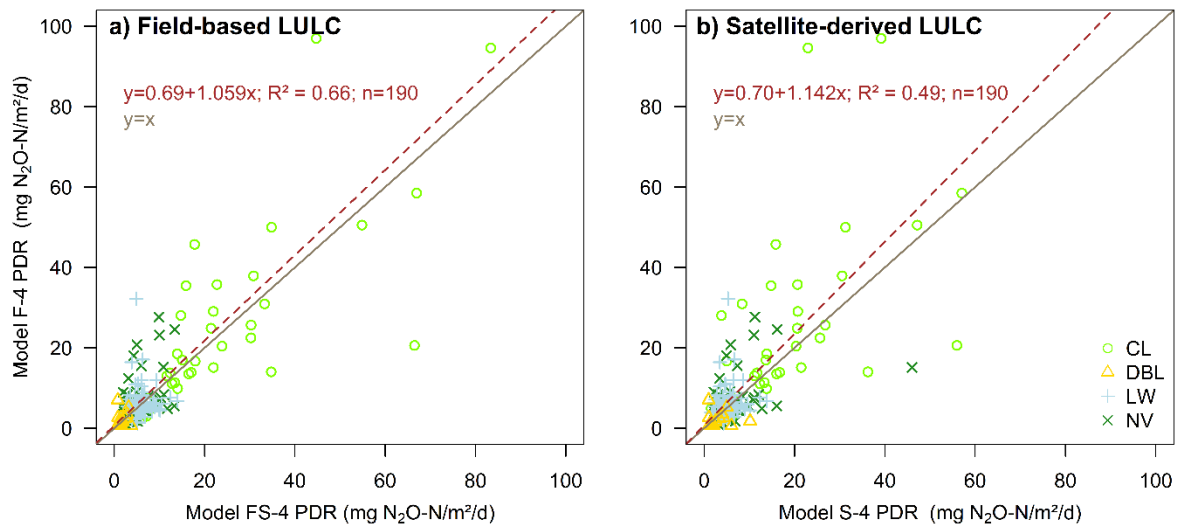 a) Field-based LULC
y=0.69+1.059x; R² = 0.66; n=190
y=x
100
80
60
40
20
0
Model F-4 PDR (mg N₂O-N/m²/d)
0 20 40 60 80 100
Model FS-4 PDR (mg N₂O-N/m²/d)
b) Satellite-derived LULC
y=0.70+1.142x; R² = 0.49; n=190
y=x
100
80
60
40
20
0
CL
DBL
LW
NV
0 20 40 60 80 100
Model S-4 PDR (mg N₂O-N/m²/d)